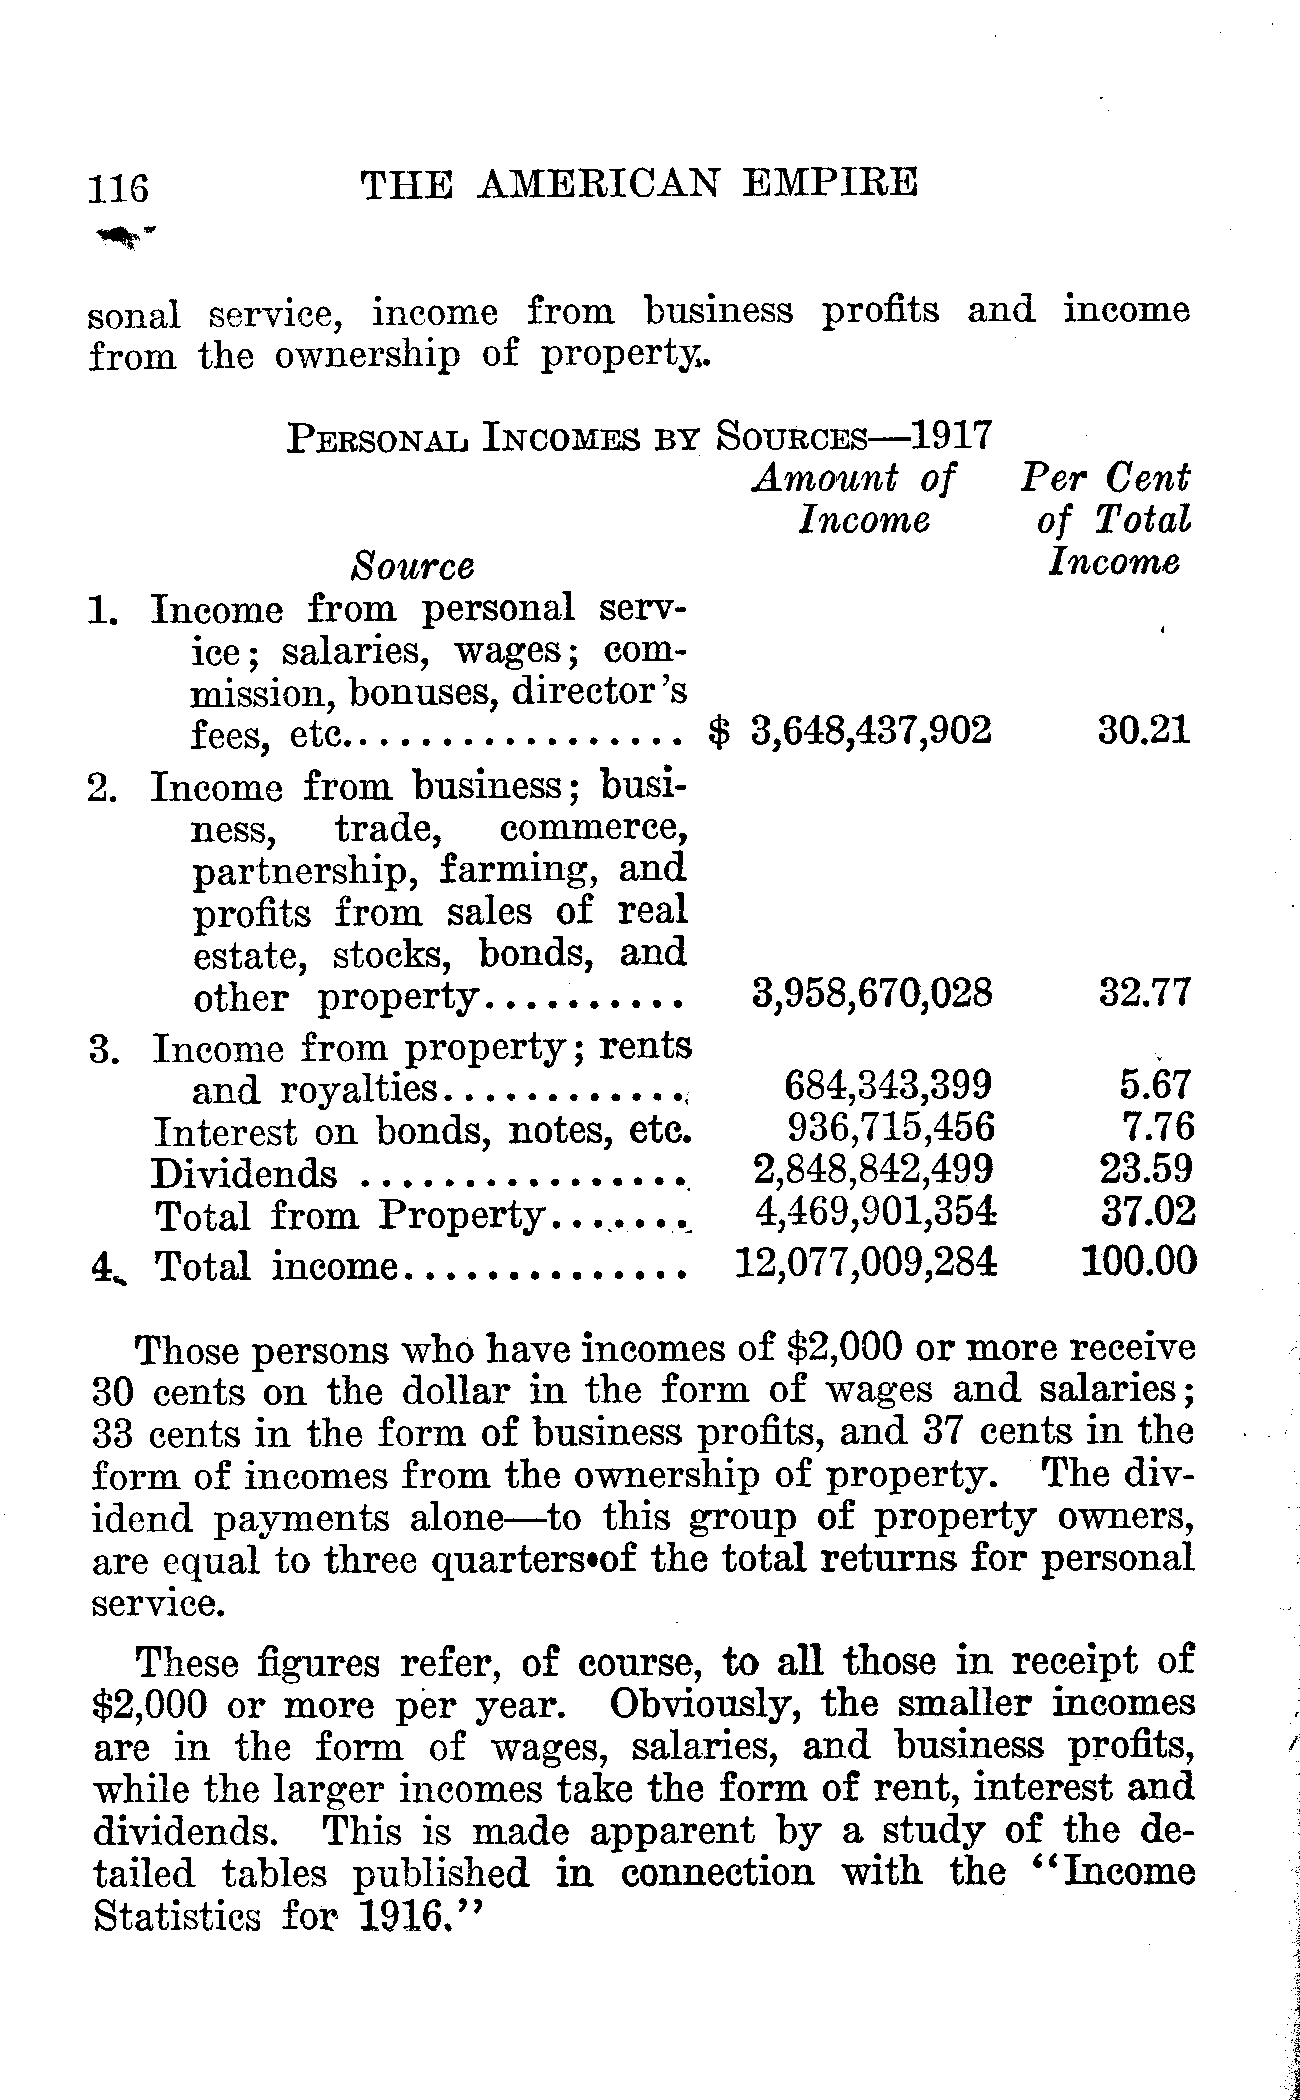 116 THE AMERICAN EMPIRE
sonal service, income from business profits and income
from the ownership of property.
PERSONAL INCOMES BY SOURCES—1917
Amount of Per Cent
Income of Total
Source Income
1. Income from personal serv-
ice; salaries, wages; com-
mission, bonuses, director's
fees, etc................. $ 3,648,437,902 30.21
2. Income from business; busi-
ness, trade, commerce,
partnership, farming, and
profits from sales of real
estate, stocks, bonds, and
other property.......... 3,958,670,028 32.77
3. Income from property; rents
and royalties............ 684,343,399 5.67
Interest on bonds, notes, etc. 936,715,456 7.76
Dividends ................ 2,848,842,499 23.59
Total from Property....... 4,469,901,354 37.02
4. Total income.............. 12,077,009,284 100.00
Those persons who have incomes of $2,000 or more receive
30 cents on the dollar in the form of wages and salaries;
33 cents in the form of business profits, and 37 cents in the
form of incomes from the ownership of property. The div-
idend payments alone—to this group of property owners,
are equal to three quarters of the total returns for personal
service.
These figures refer, of course, to all those in receipt of
$2,000 or more per year. Obviously, the smaller incomes
are in the form of wages, salaries, and business profits,
while the larger incomes take the form of rent, interest and
dividends. This is made apparent by a study of the de-
tailed tables published in connection with the "Income
Statistics for 1916."